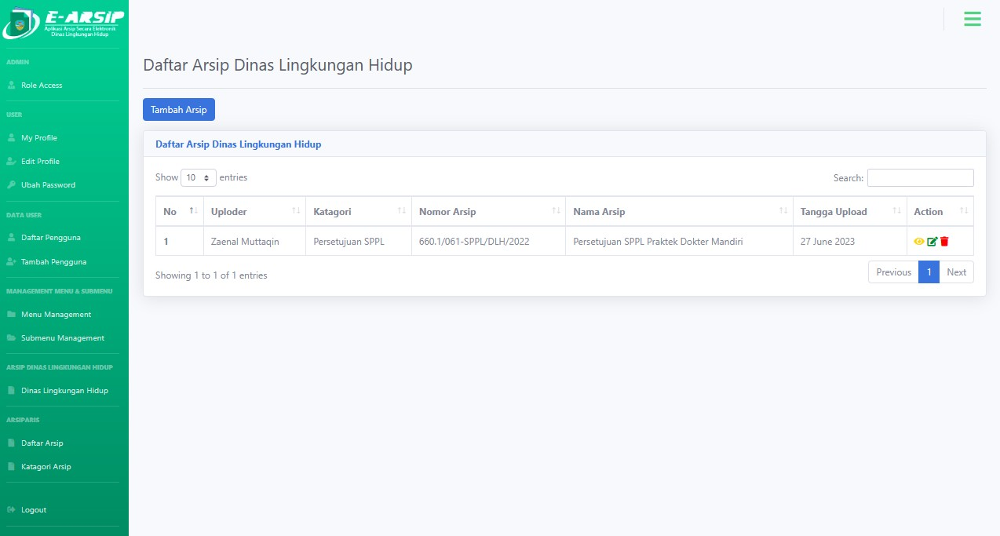 E-ARSIP
Aplikasi Arsip Secara Elektronik
Dinas Lingkungan Hidup
ADMIN
Role Access
USER
My Profile
Edit Profile
Ubah Password
DATA USER
Daftar Pengguna
Tambah Pengguna
MANAGEMENT MENU & SUBMENU
Menu Management
Submenu Management
ARSIP DINAS LINGKUNGAN HIDUP
Dinas Lingkungan Hidup
ARSIPARIS
Daftar Arsip
Katagori Arsip
Logout
Daftar Arsip Dinas Lingkungan Hidup
Tambah Arsip
Daftar Arsip Dinas Lingkungan Hidup
Show 10 entries Search:
No Uploder Katagori Nomor Arsip Nama Arsip Tangga Upload Action
1 Zaenal Muttaqin Persetujuan SPPL 660.1/061-SPPL/DLH/2022 Persetujuan SPPL Praktek Dokter Mandiri 27 June 2023
Showing 1 to 1 of 1 entries Previous 1 Next